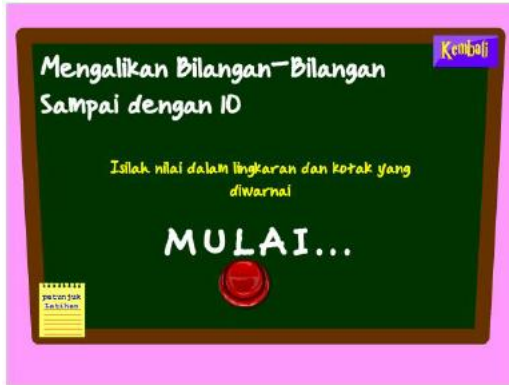 Kembali
Mengalikan Bilangan-Bilangan
Sampai dengan 10
Isilah nilai dalam lingkaran dan kotak yang
diwarnai
MULAI...
petunjuk
Latihan